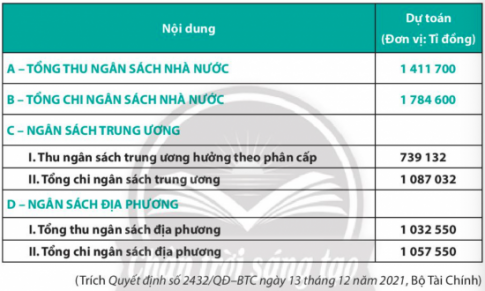 Nội dung
Dự toán
(Đơn vị: Tỉ đồng)
A – TỔNG THU NGÂN SÁCH NHÀ NƯỚC 1 411 700
B – TỔNG CHI NGÂN SÁCH NHÀ NƯỚC 1 784 600
C – NGÂN SÁCH TRUNG ƯƠNG
I. Thu ngân sách trung ương hưởng theo phân cấp 739 132
II. Tổng chi ngân sách trung ương 1 087 032
D – NGÂN SÁCH ĐỊA PHƯƠNG
I. Tổng thu ngân sách địa phương 1 032 550
II. Tổng chi ngân sách địa phương 1 057 550
Chân trời sáng tạo
(Trích Quyết định số 2432/QĐ–BTC ngày 13 tháng 12 năm 2021, Bộ Tài Chính)